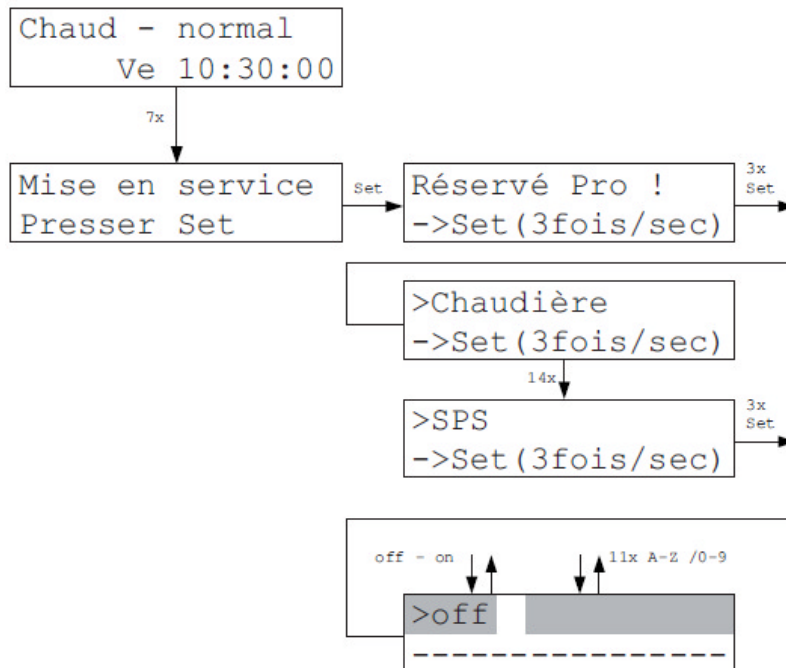 Chaud - normal
Ve 10:30:00
7x
Mise en service
Presser Set
Set
Réservé Pro !
->Set(3fois/sec)
3x
Set
>Chaudière
->Set(3fois/sec)
14x
>SPS
->Set(3fois/sec)
3x
Set
off - on
11x A-Z /0-9
>off
----------------